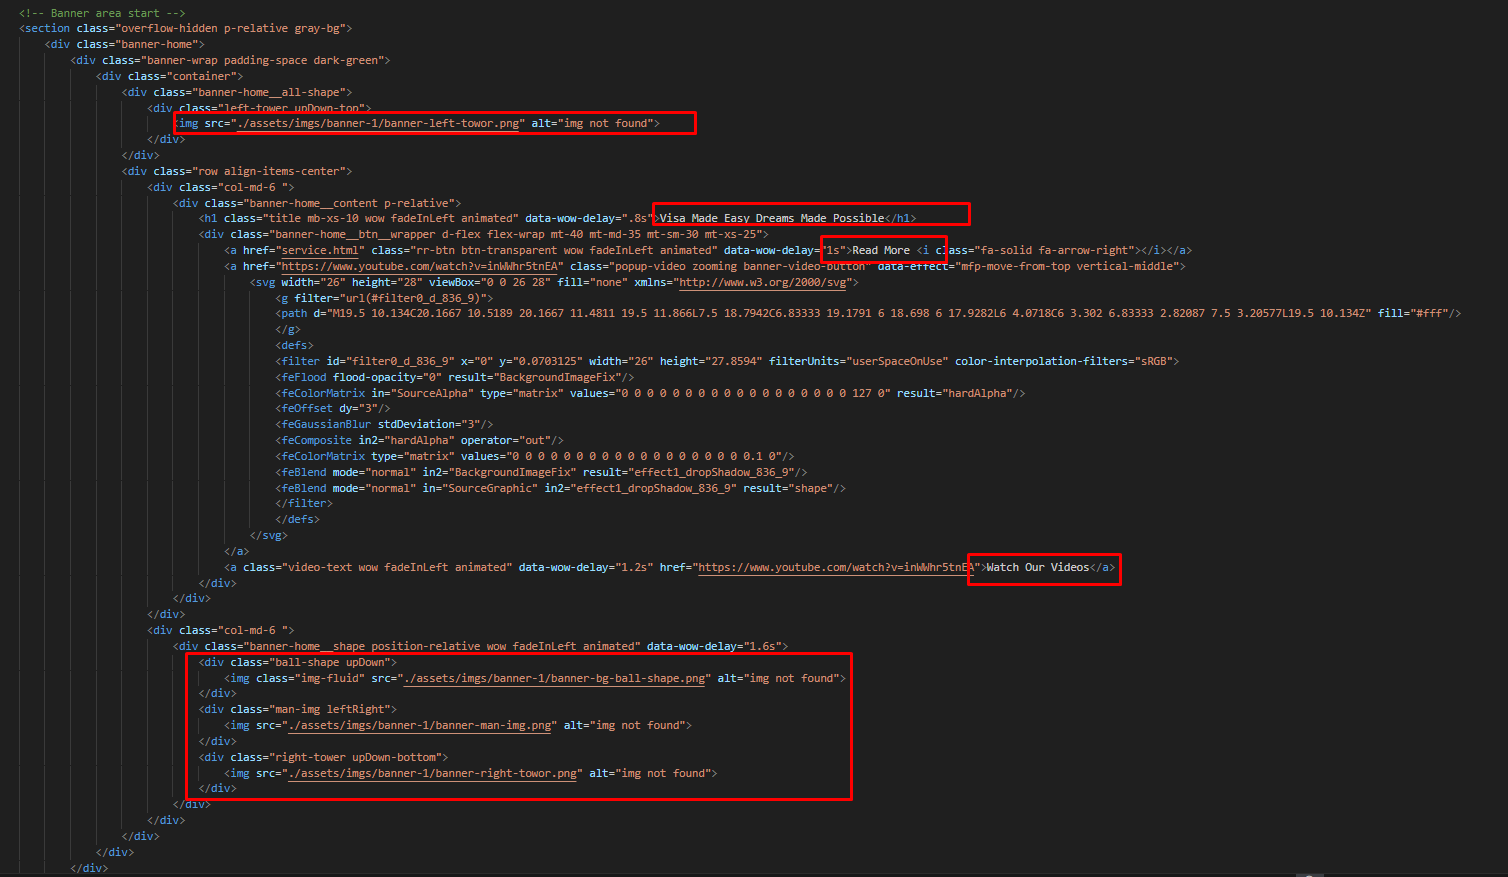 <!-- Banner area start -->
<section class="overflow-hidden p-relative gray-bg">
<div class="banner-home">
<div class="banner-wrap padding-space dark-green">
<div class="container">
<div class="banner-home__all-shape">
<div class="left-tower upDown-top">
<img src="./assets/imgs/banner-1/banner-left-towor.png" alt="img not found">
</div>
</div>
<div class="row align-items-center">
<div class="col-md-6 ">
<div class="banner-home__content p-relative">
<h1 class="title mb-xs-10 wow fadeInLeft animated" data-wow-delay=".8s">Visa Made Easy Dreams Made Possible</h1>
<div class="banner-home__btn__wrapper d-flex flex-wrap mt-40 mt-md-35 mt-sm-30 mt-xs-25">
<a href="service.html" class="rr-btn btn-transparent wow fadeInLeft animated" data-wow-delay="1s">Read More <i class="fa-solid fa-arrow-right"></i></a>
<a href="https://www.youtube.com/watch?v=inWWhr5tnEA" class="popup-video zooming banner-video-button" data-effect="mfp-move-from-top vertical-middle">
<svg width="26" height="28" viewBox="0 0 26 28" fill="none" xmlns="http://www.w3.org/2000/svg">
<g filter="url(#filter0_d_836_9)">
<path d="M19.5 10.134C20.1667 10.5189 20.1667 11.4811 19.5 11.866L7.5 18.7942C6.83333 19.1791 6 18.698 6 17.9282L6 4.0718C6 3.302 6.83333 2.82087 7.5 3.20577L19.5 10.134Z" fill="#fff"/>
</g>
<defs>
<filter id="filter0_d_836_9" x="0" y="0.0703125" width="26" height="27.8594" filterUnits="userSpaceOnUse" color-interpolation-filters="sRGB">
<feFlood flood-opacity="0" result="BackgroundImageFix"/>
<feColorMatrix in="SourceAlpha" type="matrix" values="0 0 0 0 0 0 0 0 0 0 0 0 0 0 0 0 0 0 127 0" result="hardAlpha"/>
<feOffset dy="3"/>
<feGaussianBlur stdDeviation="3"/>
<feComposite in2="hardAlpha" operator="out"/>
<feColorMatrix type="matrix" values="0 0 0 0 0 0 0 0 0 0 0 0 0 0 0 0 0 0 0.1 0"/>
<feBlend mode="normal" in2="BackgroundImageFix" result="effect1_dropShadow_836_9"/>
<feBlend mode="normal" in="SourceGraphic" in2="effect1_dropShadow_836_9" result="shape"/>
</filter>
</defs>
</svg>
</a>
<a class="video-text wow fadeInLeft animated" data-wow-delay="1.2s" href="https://www.youtube.com/watch?v=inWWhr5tnEA">Watch Our Videos</a>
</div>
</div>
</div>
<div class="col-md-6 ">
<div class="banner-home__shape position-relative wow fadeInLeft animated" data-wow-delay="1.6s">
<div class="ball-shape upDown">
<img class="img-fluid" src="./assets/imgs/banner-1/banner-bg-ball-shape.png" alt="img not found">
</div>
<div class="man-img leftRight">
<img src="./assets/imgs/banner-1/banner-man-img.png" alt="img not found">
</div>
<div class="right-tower upDown-bottom">
<img src="./assets/imgs/banner-1/banner-right-towor.png" alt="img not found">
</div>
</div>
</div>
</div>
</div>
</div>